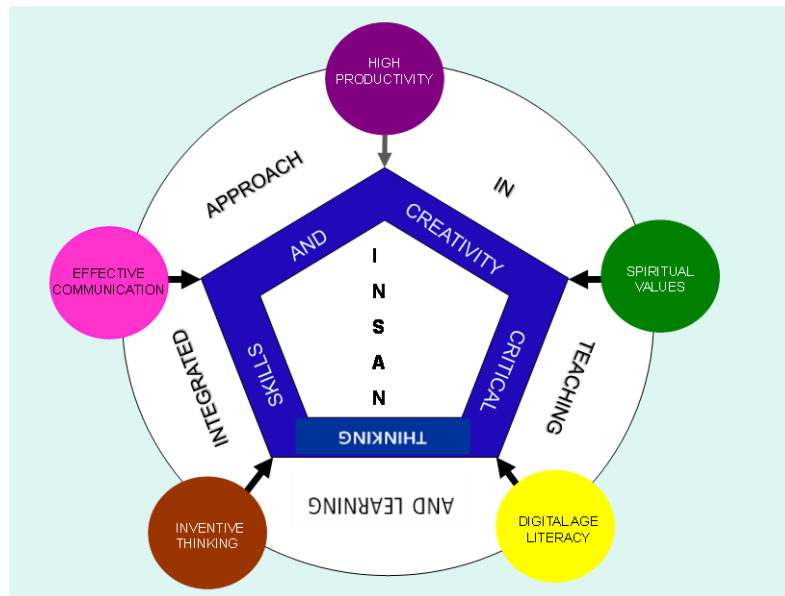 HIGH
PRODUCTIVITY
APPROACH
IN
AND
CREATIVITY
EFFECTIVE
COMMUNICATION
SPIRITUAL
VALUES
I
N
S
A
N
INTEGRATED
SKILLS
CRITICAL
TEACHING
THINKING
AND LEARNING
INVENTIVE
THINKING
DIGITALAGE
LITERACY